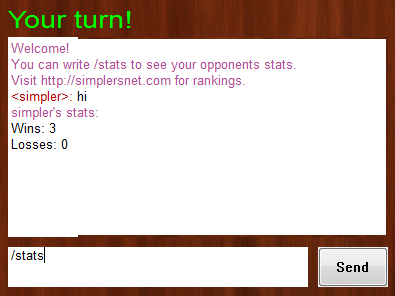 Your turn!
Welcome!
You can write /stats to see your opponents stats.
Visit http://simplersnet.com for rankings.
<simpler>: hi
simpler's stats:
Wins: 3
Losses: 0
/stats
Send